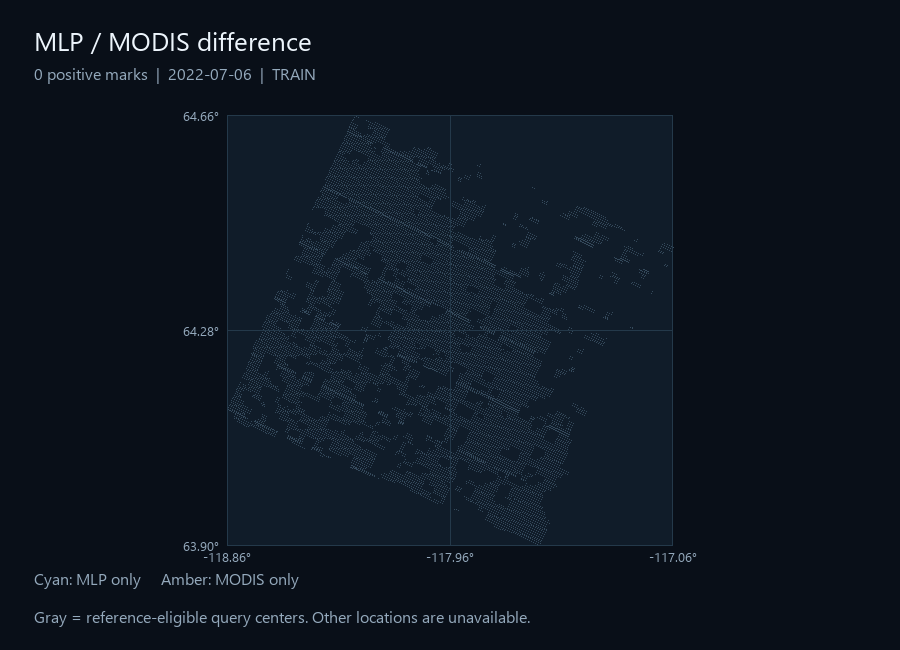 MLP / MODIS difference
0 positive marks | 2022-07-06 | TRAIN
64.66°
64.28°
63.90°
-118.86° -117.96° -117.06°
Cyan: MLP only Amber: MODIS only
Gray = reference-eligible query centers. Other locations are unavailable.